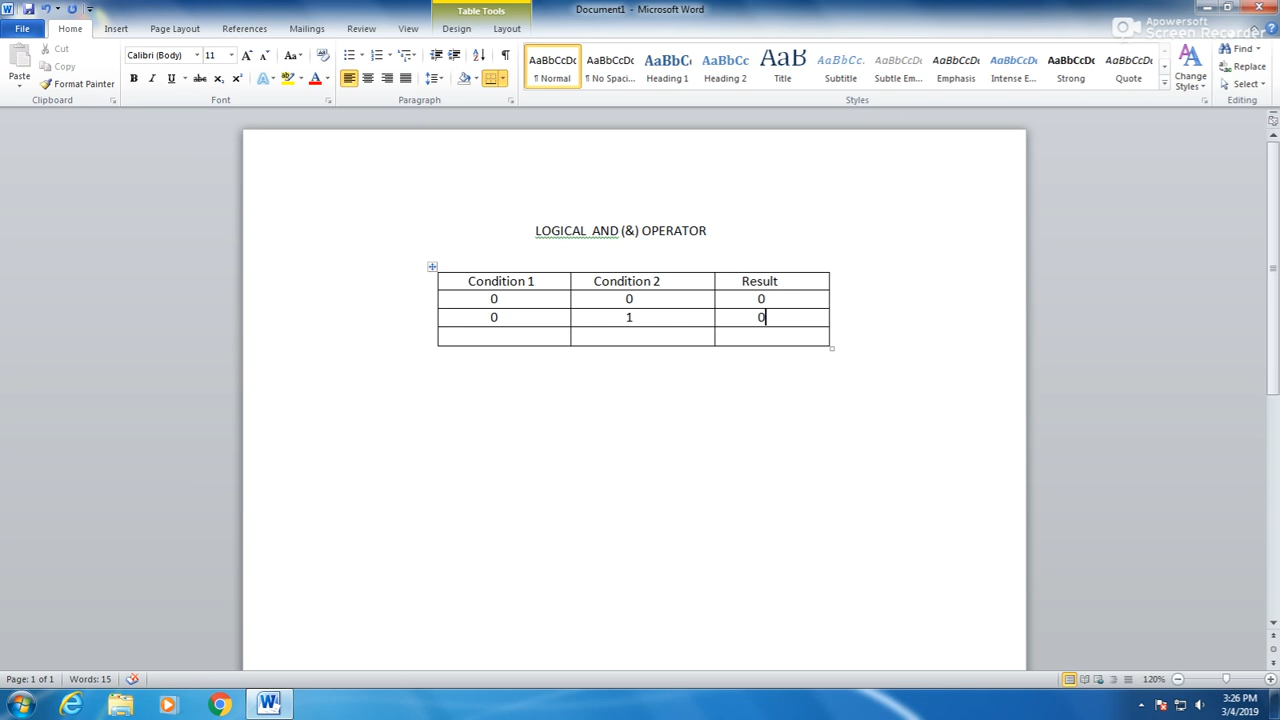 Table Tools
Document1 - Microsoft Word
Apowersoft
Screen Recorder
File Home Insert Page Layout References Mailings Review View Design Layout
Paste
Cut
Copy
Format Painter
Clipboard
Calibri (Body) 11
Font
Paragraph
AaBbCcDc AaBbCcDc AaBbCc AaBbCc AaB AaBbCc. AaBbCcDc AaBbCcDc AaBbCcDc AaBbCcDc AaBbCcDc
¶ Normal ¶ No Spaci... Heading 1 Heading 2 Title Subtitle Subtle Em... Emphasis Intense E... Strong Quote
Styles
Change
Styles
Find
Replace
Select
Editing
LOGICAL AND (&) OPERATOR
Condition 1 Condition 2 Result
0 0 0
0 1 0
Page: 1 of 1 Words: 15 120%
3:26 PM
3/4/2019